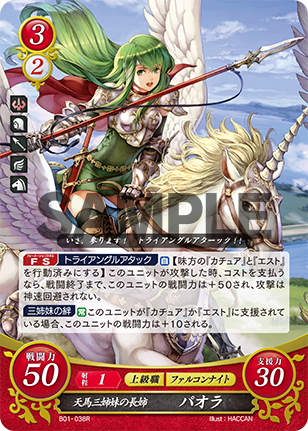 3
2
SAMPLE
いざ、参ります! トライアングルアタック!!
FS トライアングルアタック 自【味方の『カチュア』と『エスト』
を行動済みにする】このユニットが攻撃した時、コストを支払う
なら、戦闘終了まで、このユニットの戦闘力は+50され、攻撃は
神速回避されない。
三姉妹の絆 常 このユニットが『カチュア』か『エスト』に支援されて
いる場合、このユニットの戦闘力は+10される。
戦闘力
50
射程 1 上級職 ファルコンナイト
支援力
30
天馬三姉妹の長姉 パオラ
B01-038R
Illust:HACCAN